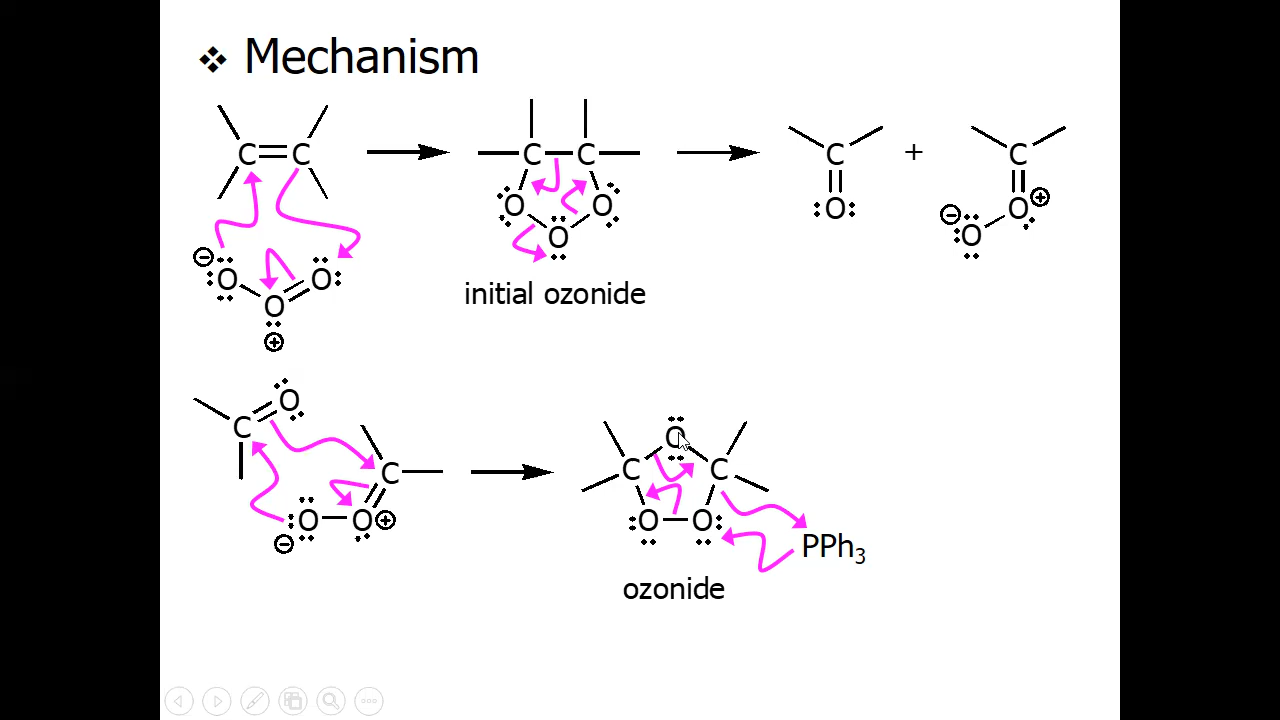 ❖ Mechanism
C=C → C–C → C + C
O O O O
⊖ O O O O ⊕
O ⊖ O
⊕
initial ozonide
C O
C → C O C
O O ⊕ O O
⊖ PPh₃
ozonide